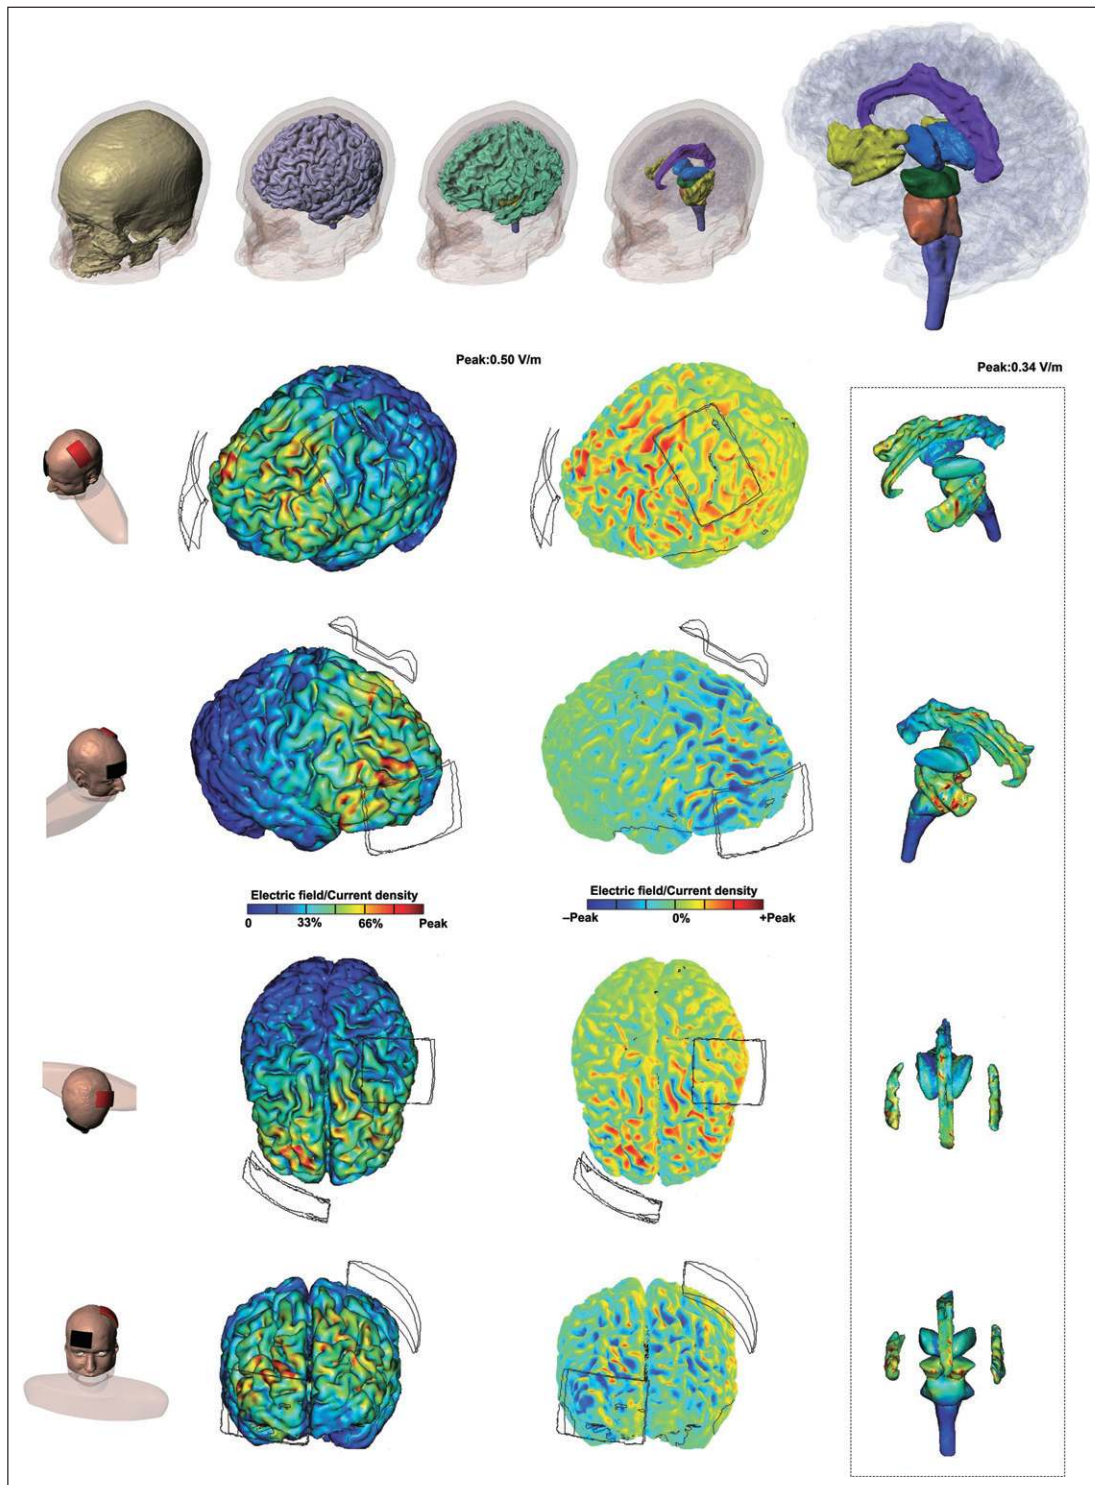 Peak:0.50 V/m
Peak:0.34 V/m
Electric field/Current density
0 33% 66% Peak
Electric field/Current density
–Peak 0% +Peak